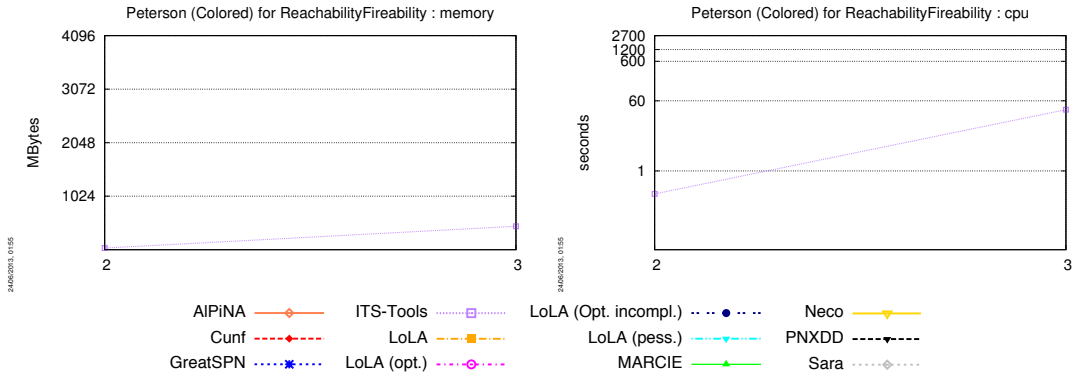 Peterson (Colored) for ReachabilityFireability : memory
4096
3072
2048
1024
MBytes
2
3
24/06/2013, 01:55
Peterson (Colored) for ReachabilityFireability : cpu
2700
1200
600
60
1
seconds
2
3
24/06/2013, 01:55
AlPiNA
Cunf
GreatSPN
ITS-Tools
LoLA
LoLA (opt.)
LoLA (Opt. incompl.)
LoLA (pess.)
MARCIE
Neco
PNXDD
Sara